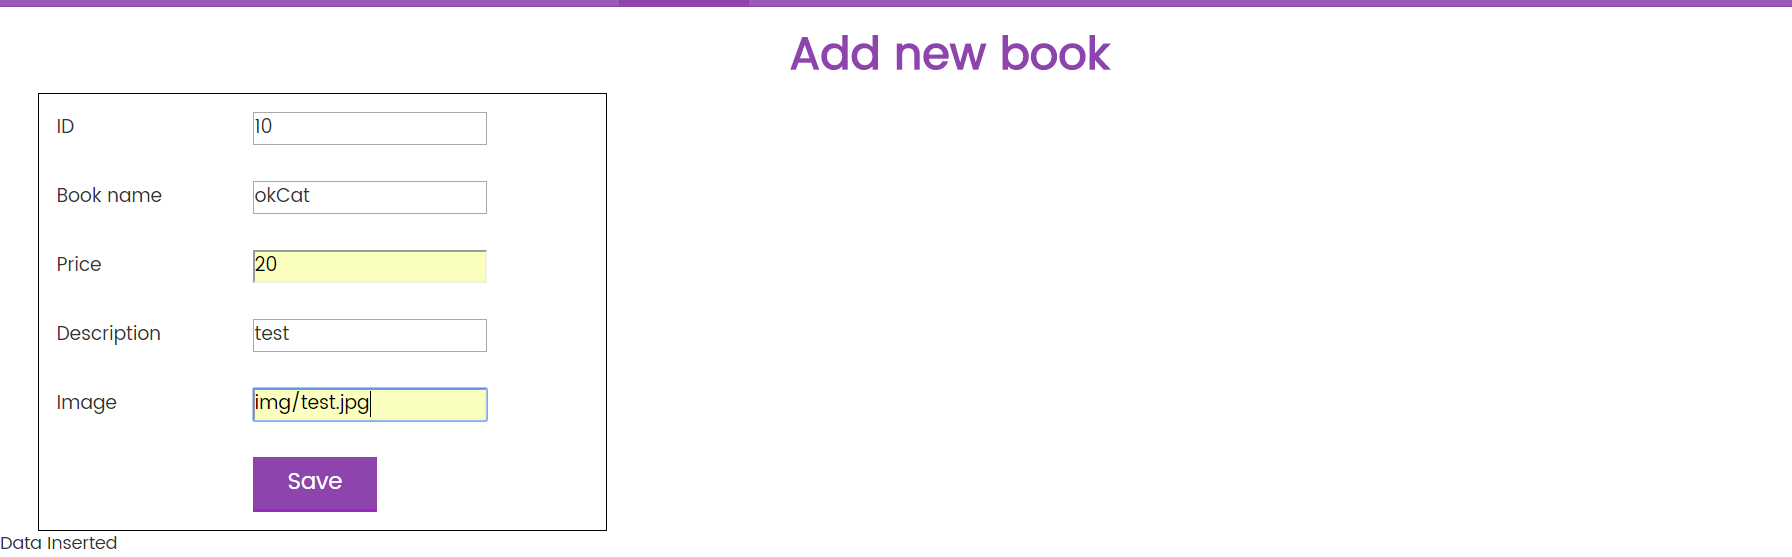 Add new book
ID 10
Book name okCat
Price 20
Description test
Image img/test.jpg
Save
Data Inserted